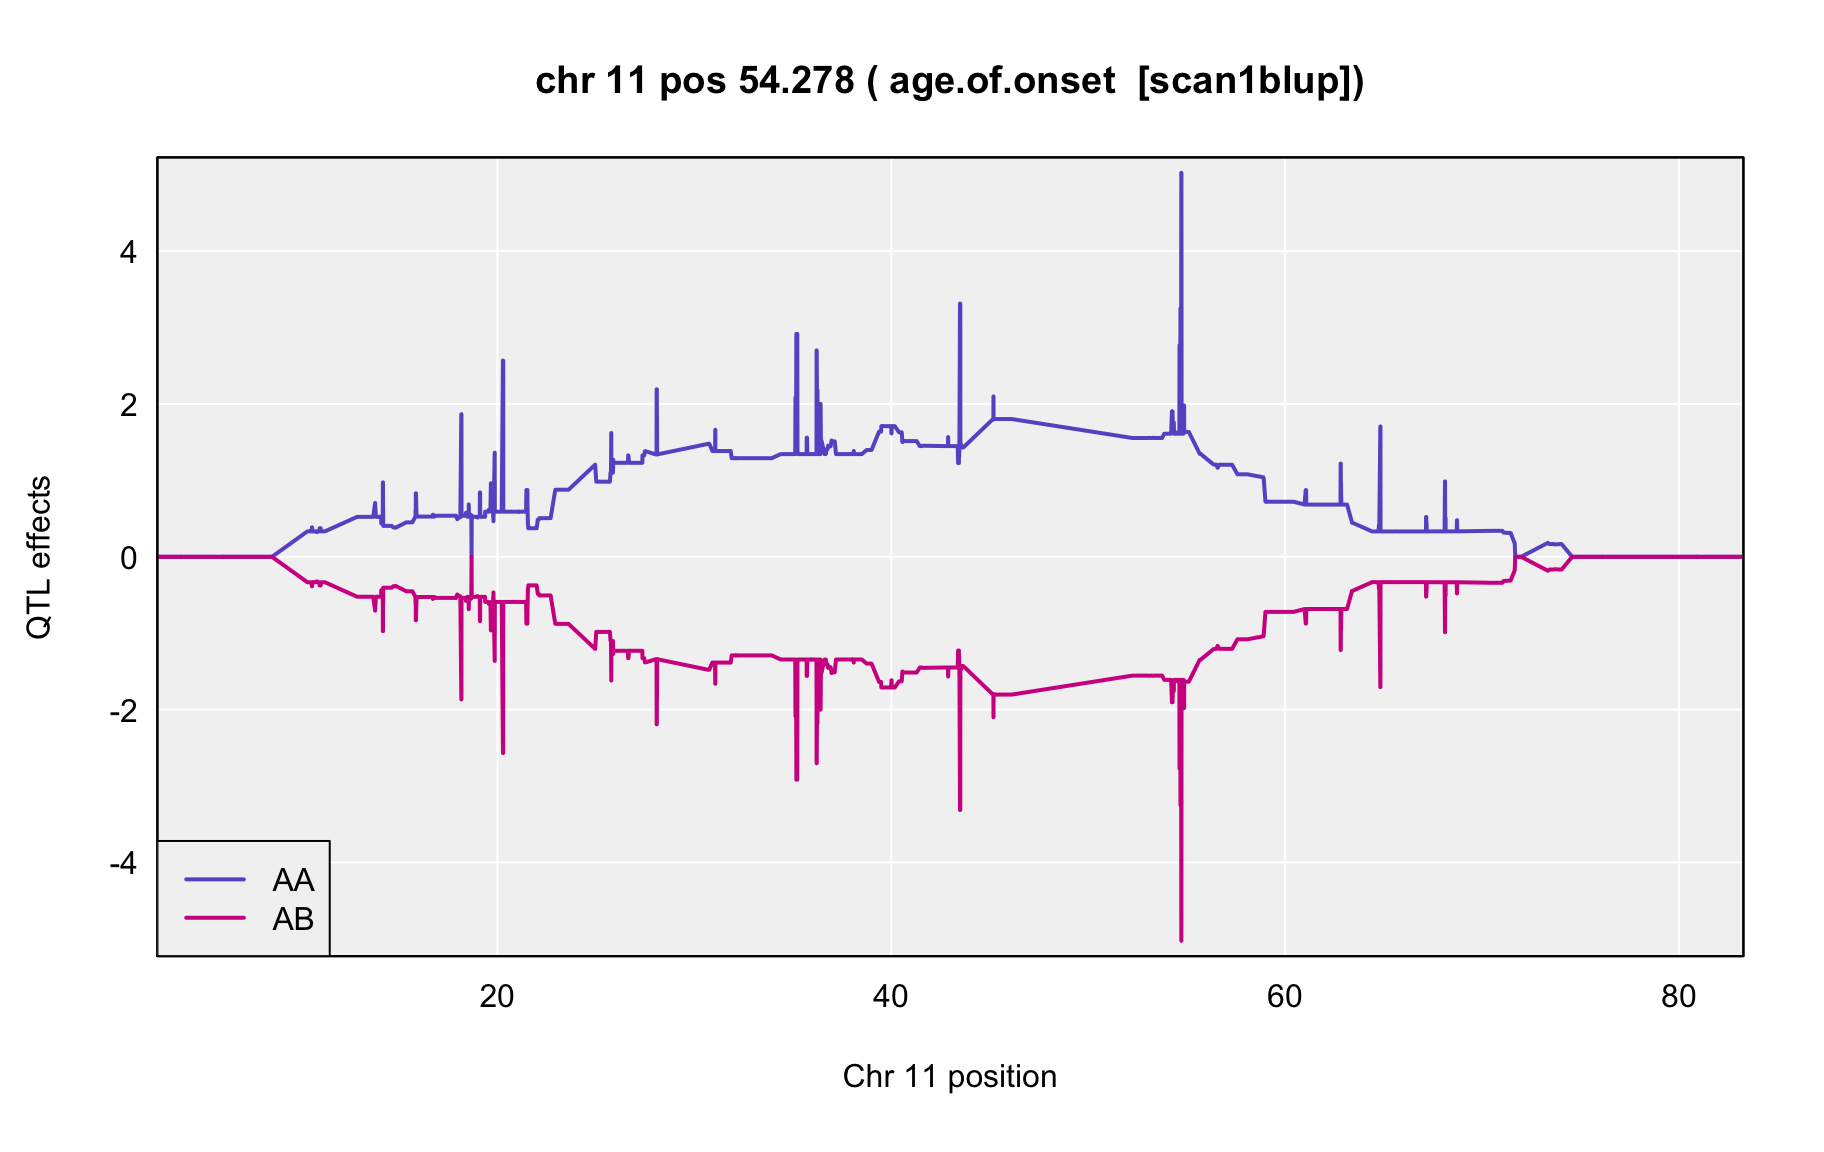 chr 11 pos 54.278 ( age.of.onset  [scan1blup])
QTL effects
4
2
0
-2
-4
AA
AB
20 40 60 80
Chr 11 position